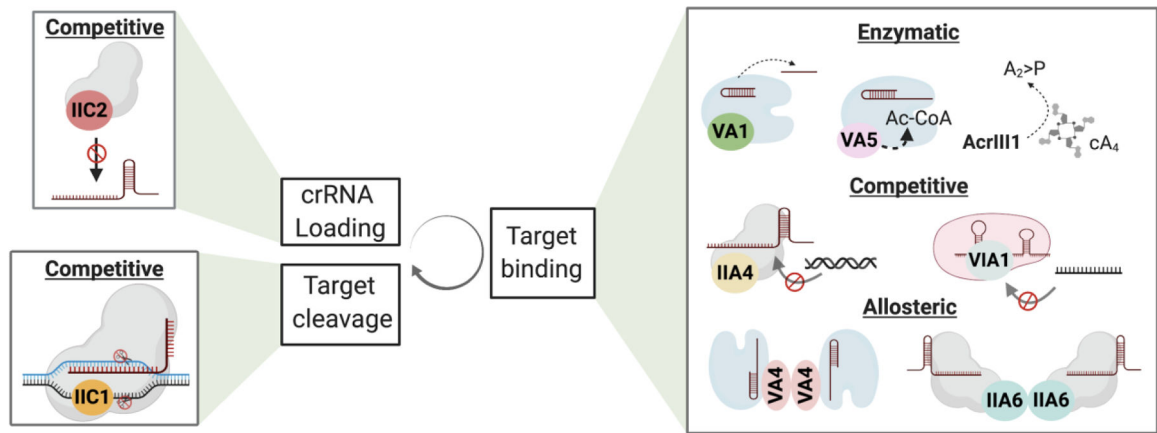 Competitive
IIC2
crRNA
Loading
Target
cleavage
Competitive
IIC1
Target
binding
Enzymatic
VA1
VA5
Ac-CoA
A₂>P
AcrIII1
cA₄
Competitive
IIA4
VIA1
Allosteric
VA4
VA4
IIA6
IIA6